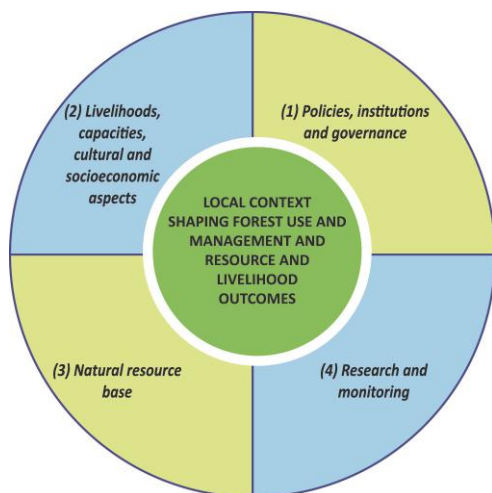 (2) Livelihoods,
capacities,
cultural and
socioeconomic
aspects
(1) Policies, institutions
and governance
LOCAL CONTEXT
SHAPING FOREST USE AND
MANAGEMENT AND
RESOURCE AND
LIVELIHOOD
OUTCOMES
(3) Natural resource
base
(4) Research and
monitoring